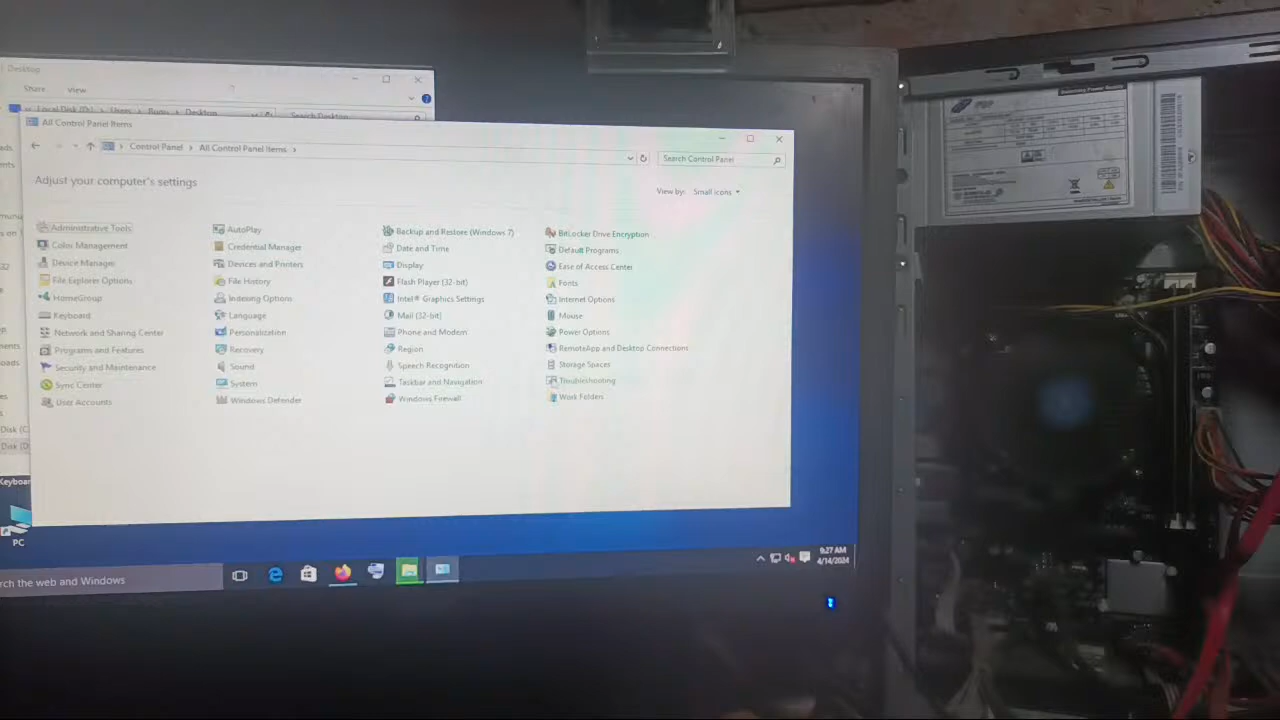 Desktop
Share View
Local Disk (D:) Users Desktop Search Desktop
All Control Panel Items
Control Panel All Control Panel Items Search Control Panel
Adjust your computer's settings
View by: Small icons
Administrative Tools AutoPlay Backup and Restore (Windows 7) BitLocker Drive Encryption
Color Management Credential Manager Date and Time Default Programs
Device Manager Devices and Printers Display Ease of Access Center
File Explorer Options File History Flash Player (32-bit) Fonts
HomeGroup Indexing Options Intel® Graphics Settings Internet Options
Keyboard Language Mail (32-bit) Mouse
Network and Sharing Center Personalization Phone and Modem Power Options
Programs and Features Recovery Region RemoteApp and Desktop Connections
Security and Maintenance Sound Speech Recognition Storage Spaces
Sync Center System Taskbar and Navigation Troubleshooting
User Accounts Windows Defender Windows Firewall Work Folders
Disk (C
Disk (D
Keyboar
PC
rch the web and Windows
9:27 AM
4/14/2024
FSP